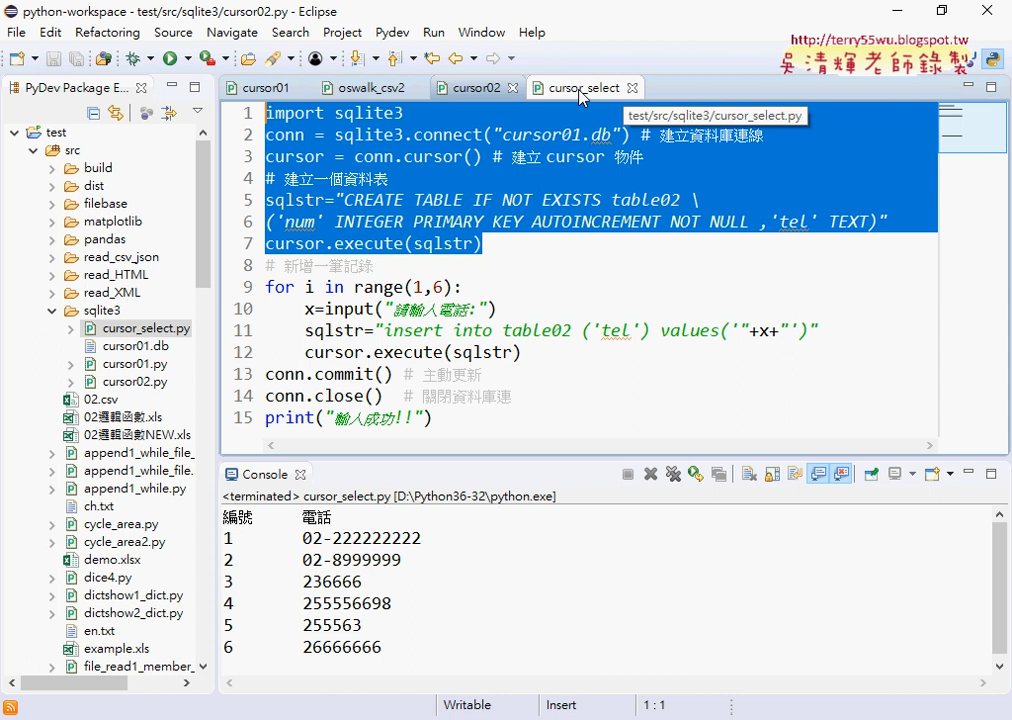 python-workspace - test/src/sqlite3/cursor02.py - Eclipse
File Edit Refactoring Source Navigate Search Project Pydev Run Window Help
http://terry55wu.blogspot.tw
吳清輝老師錄製
PyDev Package E...
cursor01 oswalk_csv2 cursor02 cursor_select
test/src/sqlite3/cursor_select.py
test
src
build
dist
filebase
matplotlib
pandas
read_csv_json
read_HTML
read_XML
sqlite3
cursor_select.py
cursor01.db
cursor01.py
cursor02.py
02.csv
02邏輯函數.xls
02邏輯函數NEW.xls
append1_while_file_
append1_while_file.
append1_while.py
ch.txt
cycle_area.py
cycle_area2.py
demo.xlsx
dice4.py
dictshow1_dict.py
dictshow2_dict.py
en.txt
example.xls
file_read1_member_
1 import sqlite3
2 conn = sqlite3.connect("cursor01.db") # 建立資料庫連線
3 cursor = conn.cursor() # 建立 cursor 物件
4 # 建立一個資料表
5 sqlstr="CREATE TABLE IF NOT EXISTS table02 \
6 ('num' INTEGER PRIMARY KEY AUTOINCREMENT NOT NULL ,'tel' TEXT)"
7 cursor.execute(sqlstr)
8 # 新增一筆記錄
9 for i in range(1,6):
10 x=input("請輸入電話:")
11 sqlstr="insert into table02 ('tel') values('"+x+"')"
12 cursor.execute(sqlstr)
13 conn.commit() # 主動更新
14 conn.close() # 關閉資料庫連
15 print("輸入成功!!")
Console
<terminated> cursor_select.py [D:\Python36-32\python.exe]
編號 電話
1 02-222222222
2 02-8999999
3 236666
4 255556698
5 255563
6 26666666
Writable Insert 1 : 1